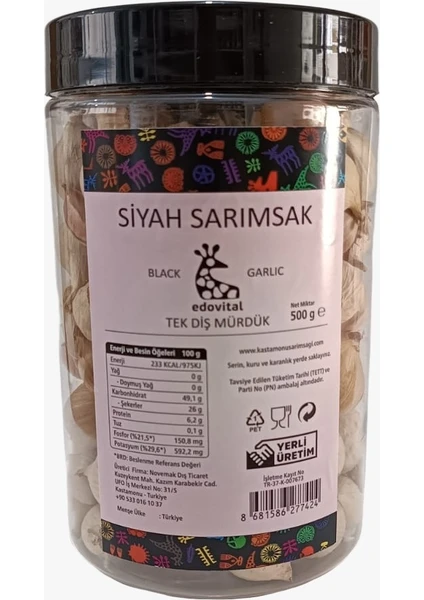 SİYAH SARIMSAK
BLACK GARLIC
edovital
Net Miktar
500 g e
TEK DİŞ MÜRDÜK
Enerji ve Besin Öğeleri 100 g
Enerji 233 KCAL/975KJ
Yağ 0 g
- Doymuş Yağ 0 g
Karbonhidrat 49,1 g
- Şekerler 26 g
Protein 6,2 g
Tuz 0,1 g
Fosfor (%21,5*) 150,8 mg
Potasyum (%29,6*) 592,2 mg
*BRD: Beslenme Referans Değeri
Üretici Firma: Novemak Dış Ticaret
Kuzeykent Mah. Kazım Karabekir Cad.
UFO İş Merkezi No: 31/5
Kastamonu - Türkiye
+90 533 016 10 37
Menşe Ülke : Türkiye
www.kastamonusarimsagi.com
Serin, kuru ve karanlık yerde saklayınız.
Tavsiye Edilen Tüketim Tarihi (TETT) ve
Parti No (PN) ambalaj altındadır.
1
PET
YERLİ
ÜRETİM
İşletme Kayıt No
TR-37-K-007673
8 681586 277424